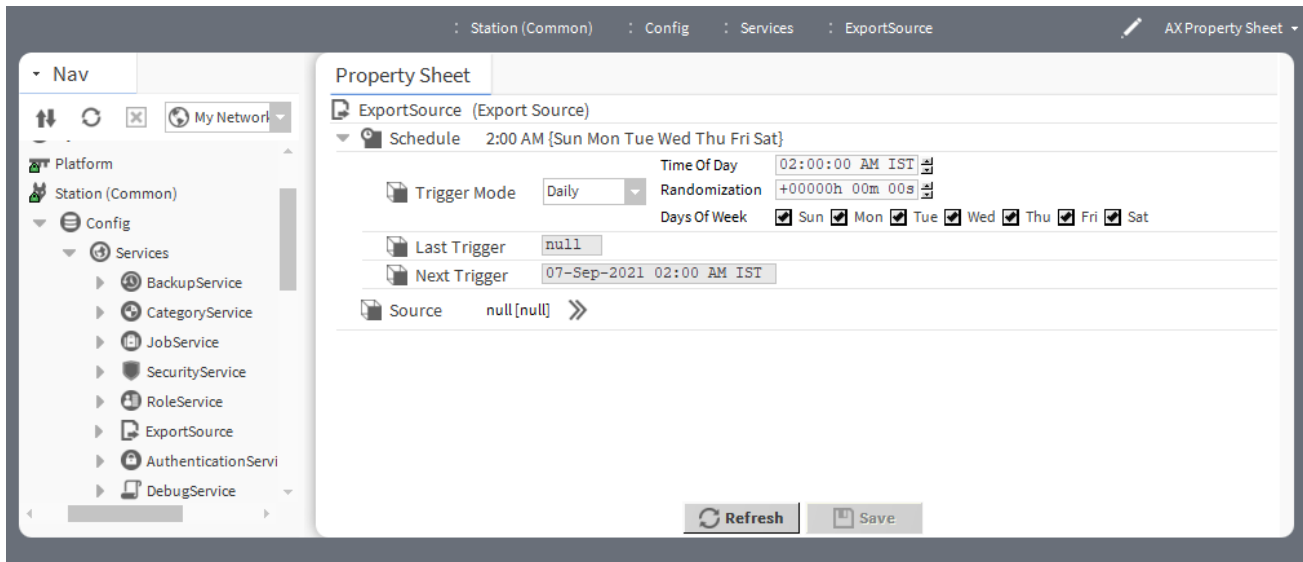 : Station (Common) : Config : Services : ExportSource AX Property Sheet
Nav
My Network
Platform
Station (Common)
Config
Services
BackupService
CategoryService
JobService
SecurityService
RoleService
ExportSource
AuthenticationServi
DebugService
Property Sheet
ExportSource (Export Source)
Schedule 2:00 AM {Sun Mon Tue Wed Thu Fri Sat}
Trigger Mode Daily
Time Of Day 02:00:00 AM IST
Randomization +00000h 00m 00s
Days Of Week Sun Mon Tue Wed Thu Fri Sat
Last Trigger null
Next Trigger 07-Sep-2021 02:00 AM IST
Source null [null]
Refresh Save